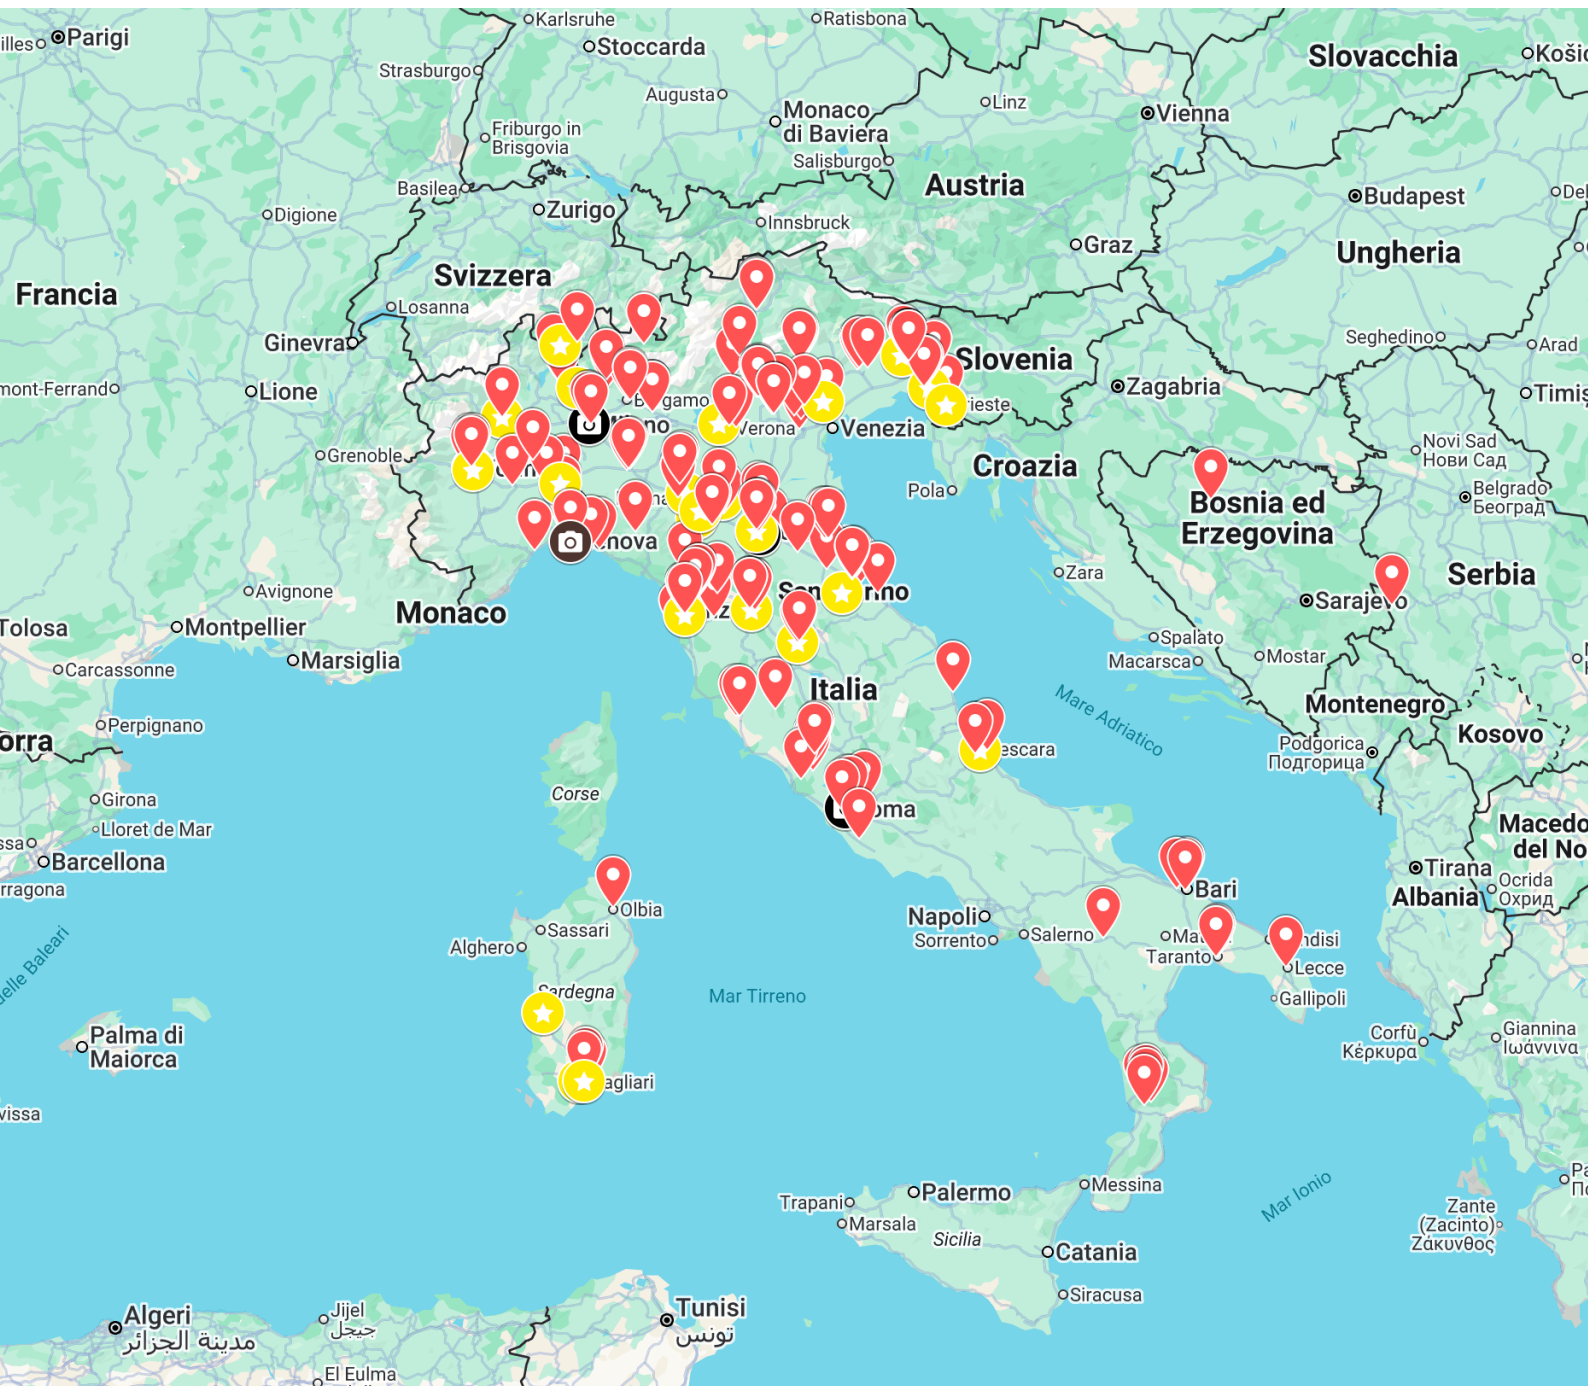 Karlsruhe
Ratisbona
Parigi
Stoccarda
Slovacchia
Strasburgo
Augusta
Linz
Monaco
di Baviera
Vienna
Friburgo in
Brisgovia
Salisburgo
Basilea
Austria
Budapest
Digione
Zurigo
Innsbruck
Graz
Ungheria
Svizzera
Francia
Losanna
Ginevra
Seghedino
Arad
Slovenia
Lione
Zagabria
Verona
Venezia
Grenoble
Croazia
Novi Sad
Нови Сад
Pola
Belgrado
Београд
Bosnia ed
Erzegovina
Zara
Serbia
Avignone
Sarajevo
Monaco
Montpellier
Tolosa
Marsiglia
Spalato
Carcassonne
Macarsca
Mostar
Italia
Mare Adriatico
Montenegro
Perpignano
Kosovo
Podgorica
Подгорица
Corse
Girona
Lloret de Mar
Barcellona
Tirana
Bari
Ocrida
Охрид
Albania
Olbia
Napoli
Sassari
Salerno
Sorrento
Alghero
Taranto
Lecce
Sardegna
Mar Tirreno
Gallipoli
Palma di
Maiorca
Corfù
Κέρκυρα
Giannina
Ιωάννινα
Messina
Palermo
Trapani
Mar Ionio
Marsala
Zante
(Zacinto)
Ζάκυνθος
Sicilia
Catania
Siracusa
Algeri
مدينة الجزائر
Jijel
جيجل
Tunisi
تونس
El Eulma